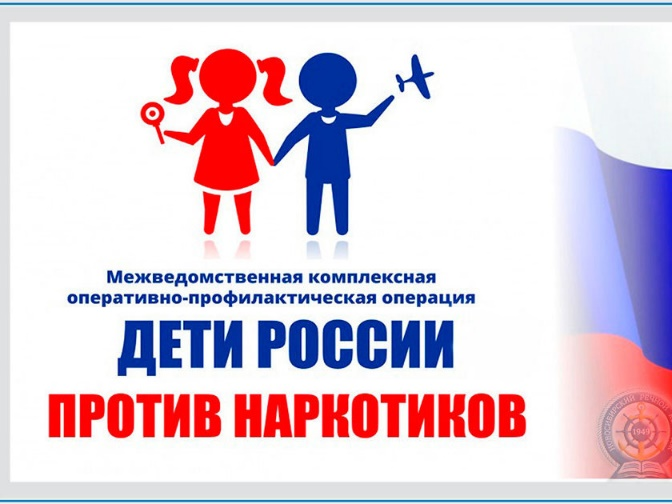 Межведомственная комплексная
оперативно-профилактическая операция
ДЕТИ РОССИИ
ПРОТИВ НАРКОТИКОВ